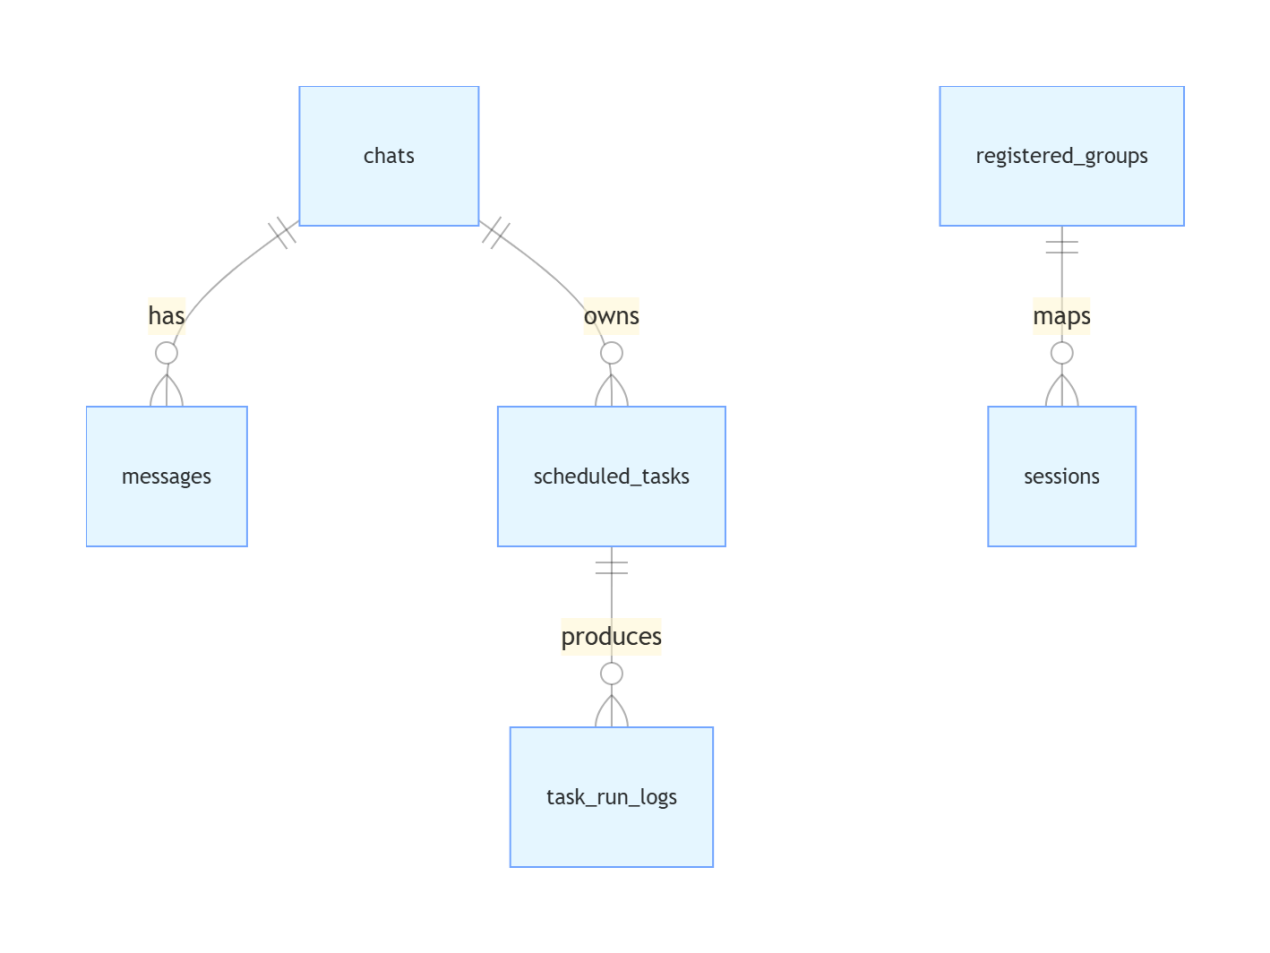 chats
registered_groups
has
owns
maps
messages
scheduled_tasks
sessions
produces
task_run_logs